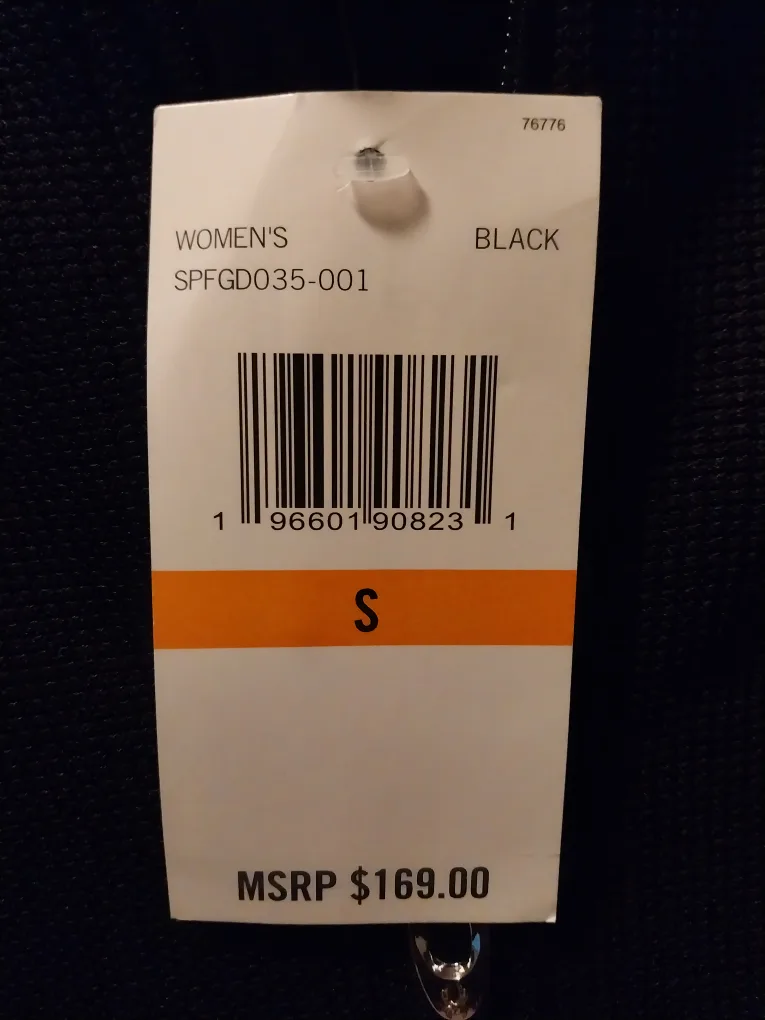 76776
WOMEN'S BLACK
SPFGD035-001
1 96601 90823 1
S
MSRP $169.00